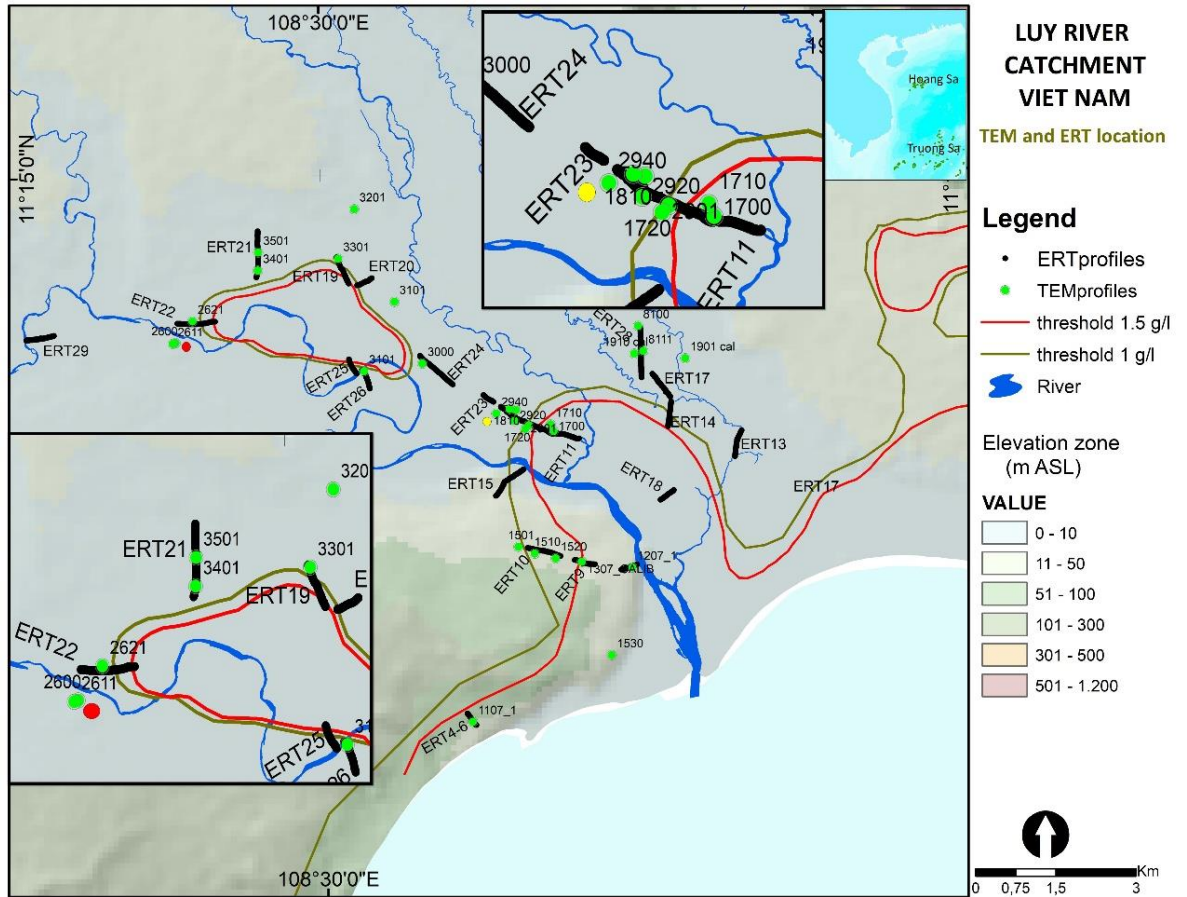 108°30'0"E
11°15'0"N
3000
ERT24
ERT23
2940
2920
1810
1720
1710
1700
ERT11
Hoang Sa
Truong Sa
LUY RIVER
CATCHMENT
VIET NAM
TEM and ERT location
3201
ERT21
3501
3401
3301
ERT19
ERT20
3101
ERT22
2621
26002611
ERT29
ERT25
3101
ERT26
3000
ERT24
ERT23
2940
2920
1810
1720
1710
1700
ERT11
ERT28
8100
8111
1901 cal
ERT17
ERT14
ERT13
ERT18
ERT17
ERT15
1501
1510
1520
ERT10
ERT9
1207_1
1530
1107_1
ERT4-6
320
ERT21
3501
3401
3301
ERT19
E
ERT22
2621
26002611
ERT25
108°30'0"E
Legend
ERTprofiles
TEMprofiles
threshold 1.5 g/l
threshold 1 g/l
River
Elevation zone
(m ASL)
VALUE
0 - 10
11 - 50
51 - 100
101 - 300
301 - 500
501 - 1.200
Km
0 0,75 1,5 3